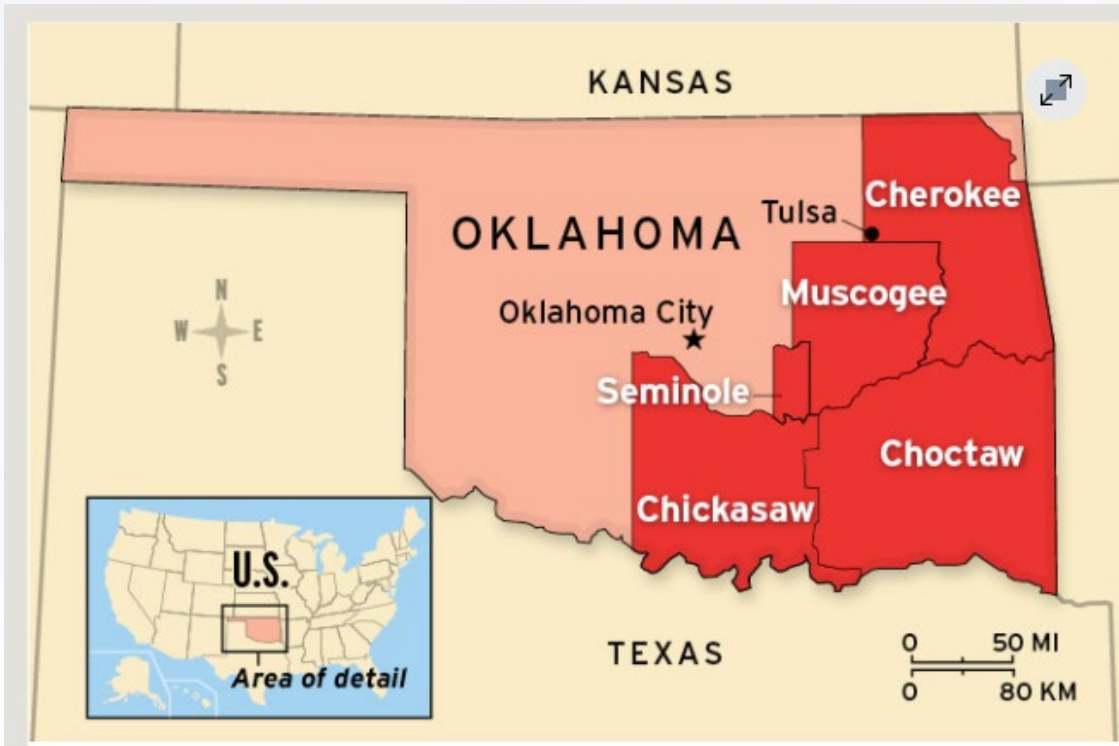 KANSAS
Cherokee
Tulsa
OKLAHOMA
Muscogee
N
W E
S
Oklahoma City
Seminole
Choctaw
Chickasaw
U.S.
Area of detail
TEXAS
0 50 MI
0 80 KM